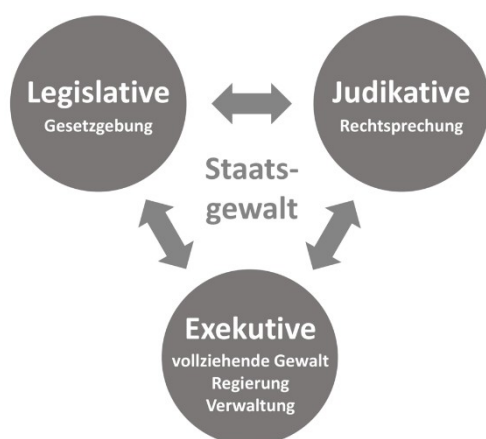 Legislative
Gesetzgebung
Judikative
Rechtsprechung
Staats-
gewalt
Exekutive
vollziehende Gewalt
Regierung
Verwaltung